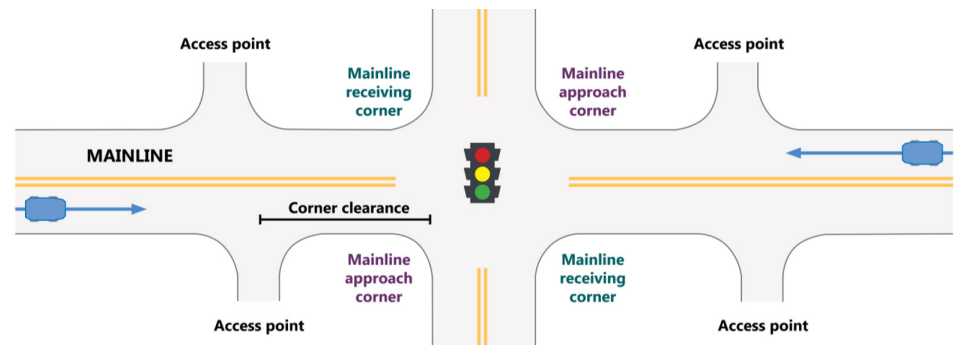 Access point
Access point
Mainline
receiving
corner
Mainline
approach
corner
MAINLINE
Corner clearance
Mainline
approach
corner
Mainline
receiving
corner
Access point
Access point